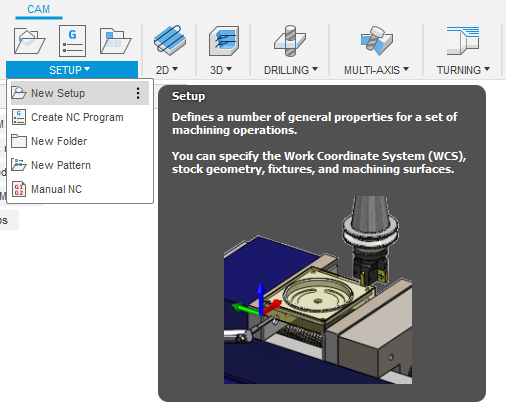 CAM
SETUP
2D
3D
DRILLING
MULTI-AXIS
TURNING
New Setup
Create NC Program
New Folder
New Pattern
G1
G2
Manual NC
Setup
Defines a number of general properties for a set of
machining operations.
You can specify the Work Coordinate System (WCS),
stock geometry, fixtures, and machining surfaces.